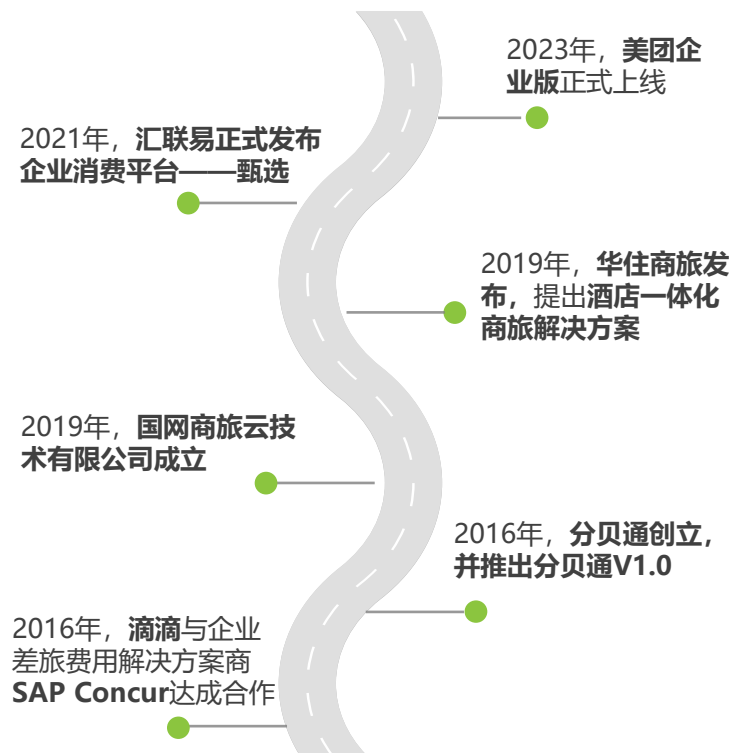 2023年，美团企
业版正式上线
2021年，汇联易正式发布
企业消费平台——甄选
2019年，华住商旅发
布，提出酒店一体化
商旅解决方案
2019年，国网商旅云技
术有限公司成立
2016年，分贝通创立，
并推出分贝通V1.0
2016年，滴滴与企业
差旅费用解决方案商
SAP Concur达成合作